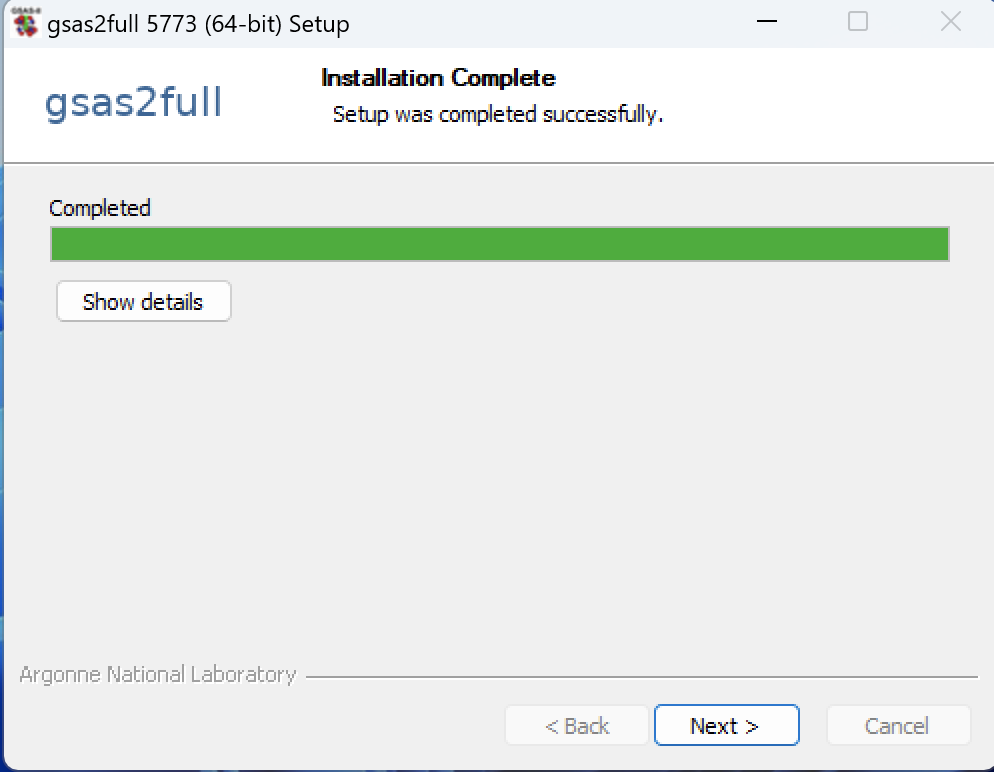 gsas2full 5773 (64-bit) Setup
gsas2full
Installation Complete
Setup was completed successfully.
Completed
Show details
Argonne National Laboratory
< Back
Next >
Cancel